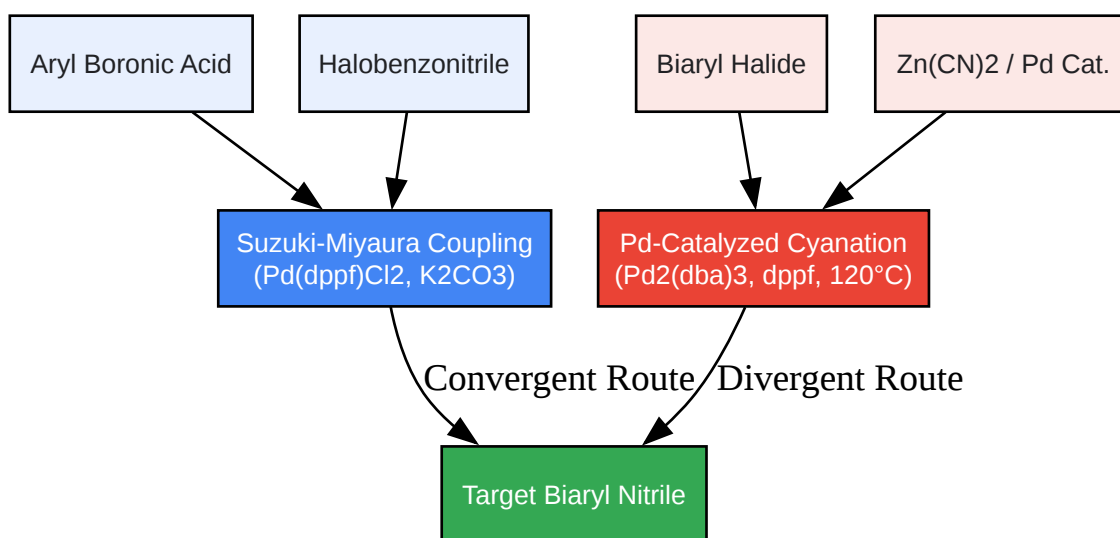 Aryl Boronic Acid
Halobenzonitrile
Biaryl Halide
Zn(CN)2 / Pd Cat.
Suzuki-Miyaura Coupling
(Pd(dppf)Cl2, K2CO3)
Pd-Catalyzed Cyanation
(Pd2(dba)3, dppf, 120°C)
Convergent Route
Divergent Route
Target Biaryl Nitrile